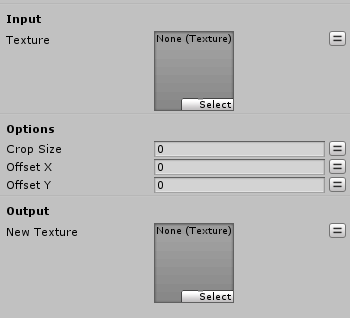 Input
Texture
None (Texture)
Select
Options
Crop Size 0
Offset X 0
Offset Y 0
Output
New Texture
None (Texture)
Select